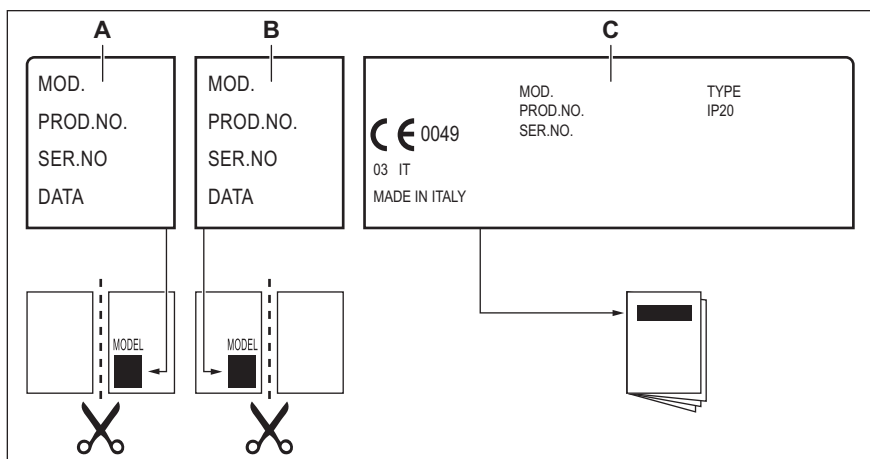 A
B
C
MOD.
PROD.NO.
SER.NO
DATA
MOD.
PROD.NO.
SER.NO
DATA
MOD.
PROD.NO.
SER.NO.
TYPE
IP20
CE 0049
03 IT
MADE IN ITALY
MODEL
MODEL